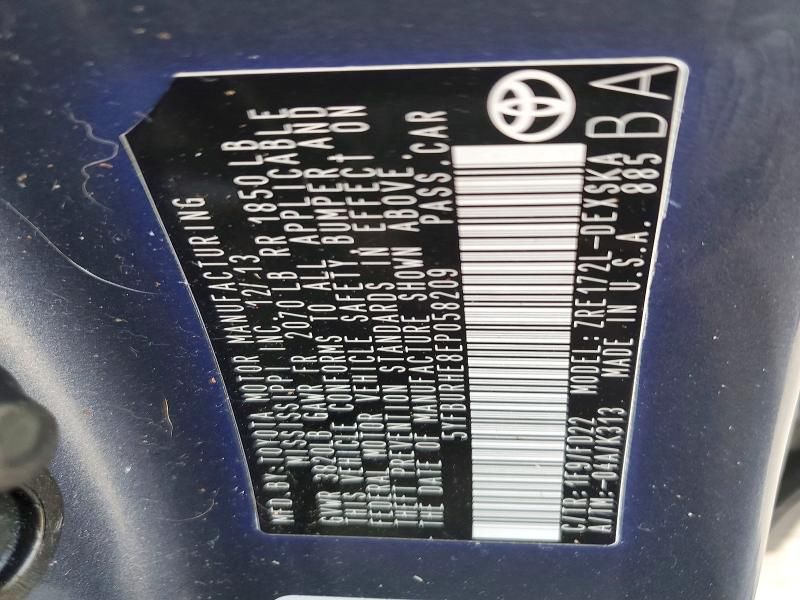 MFD.BY: TOYOTA MOTOR MANUFACTURING
MISSISSIPPI INC. 12/13
GVWR 3820LB GAWR FR 2070 LB RR 1850 LB
THIS VEHICLE CONFORMS TO ALL APPLICABLE
FEDERAL MOTOR VEHICLE SAFETY, BUMPER AND
THEFT PREVENTION STANDARDS IN EFFECT ON
THE DATE OF MANUFACTURE SHOWN ABOVE.
5YFBURHE8EP058209 PASS.CAR
C/TR: 1F9/FD22 MODEL: ZRE172L-DEXSKA
A/TM: -04A/K313 MADE IN U.S.A. 885
BA